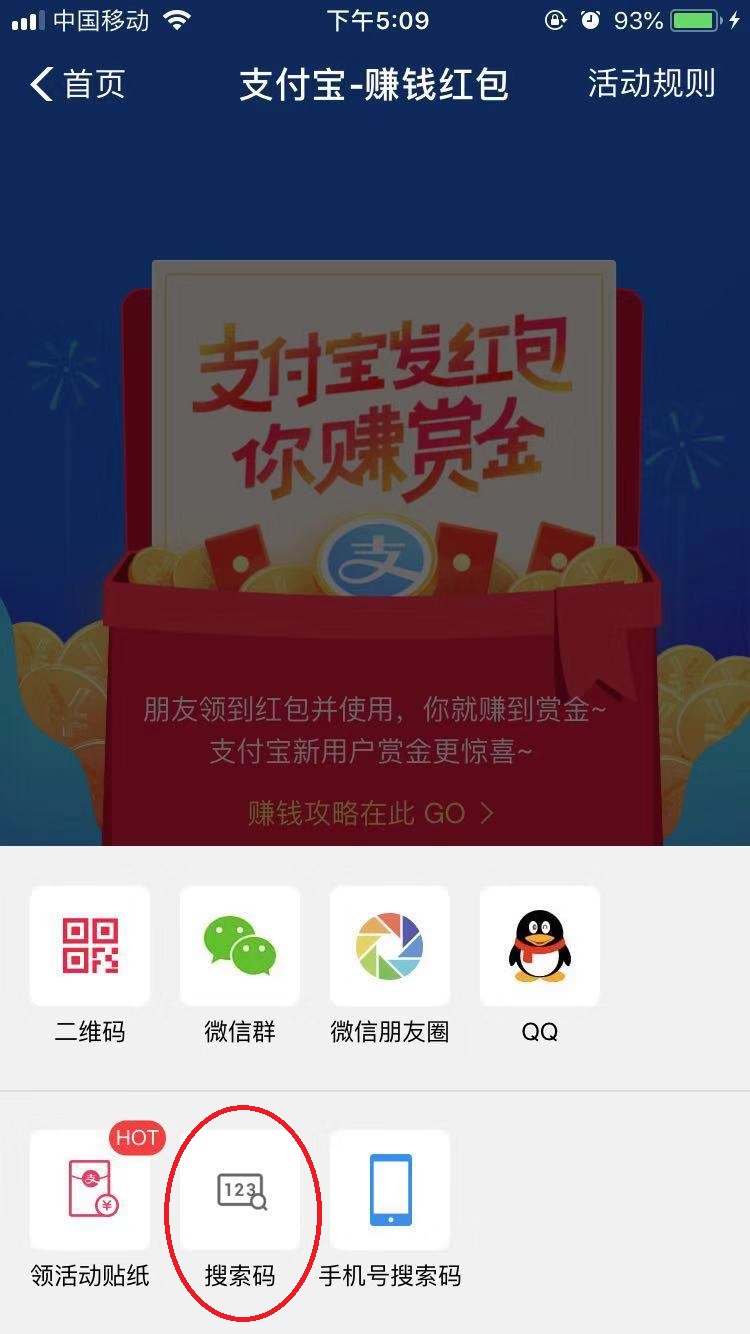 中国移动 下午5:09 93%
首页 支付宝-赚钱红包 活动规则
支付宝发红包
你赚赏金
支
朋友领到红包并使用，你就赚到赏金~
支付宝新用户赏金更惊喜~
赚钱攻略在此 GO
二维码 微信群 微信朋友圈 QQ
HOT
支
¥
123
领活动贴纸 搜索码 手机号搜索码